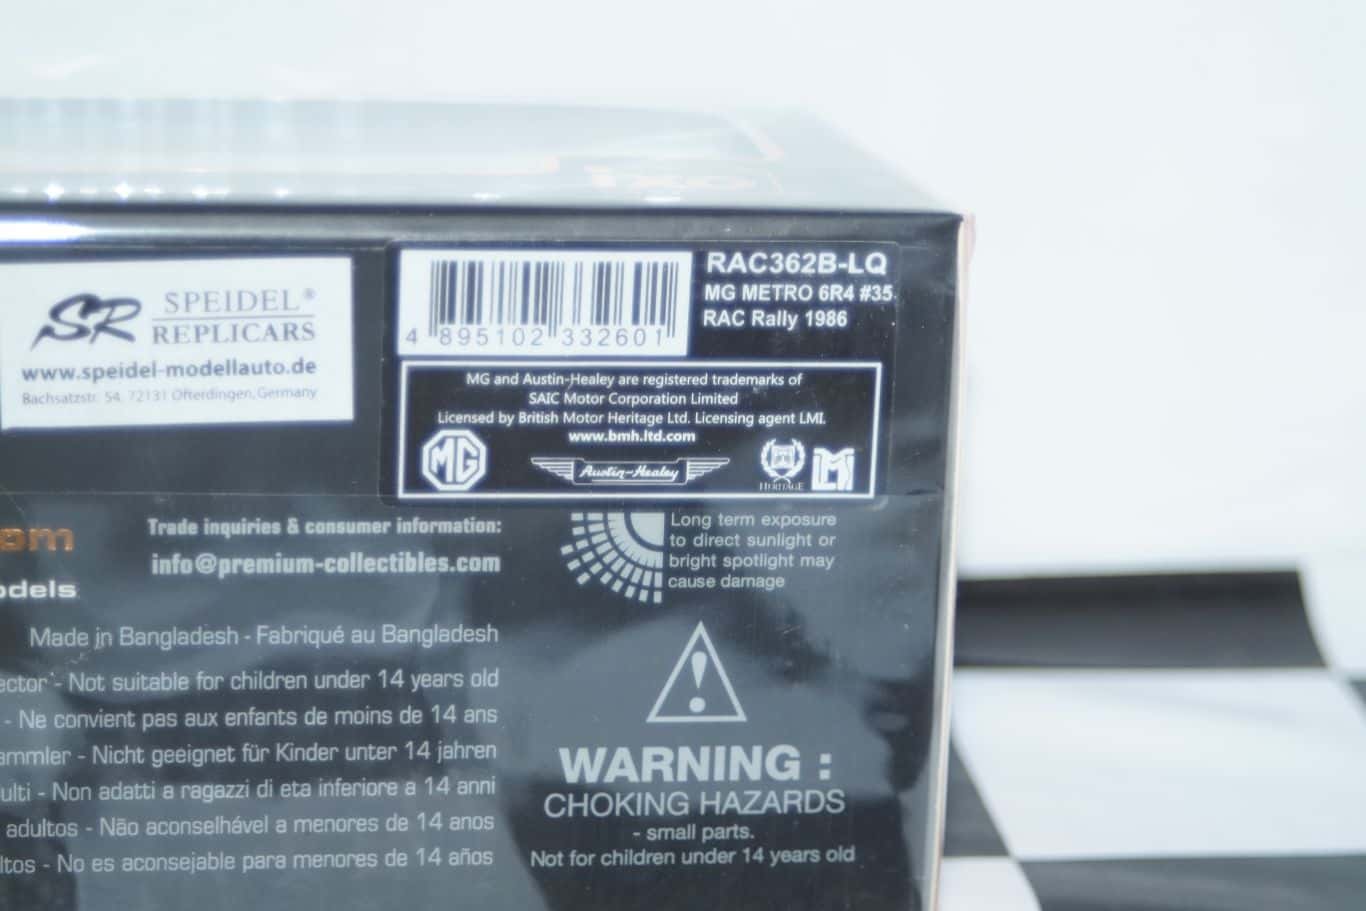 ixo
SR SPEIDEL®
REPLICARS
www.speidel-modellauto.de
Bachsatzstr. 54, 72131 Ofterdingen, Germany
4 895102 332601
RAC362B-LQ
MG METRO 6R4 #35
RAC Rally 1986
MG and Austin-Healey are registered trademarks of
SAIC Motor Corporation Limited
Licensed by British Motor Heritage Ltd. Licensing agent LMI.
www.bmh.ltd.com
MG
Austin-Healey
HERITAGE
LMI
om
odels
Trade inquiries & consumer information:
info@premium-collectibles.com
Made in Bangladesh - Fabriqué au Bangladesh
ector - Not suitable for children under 14 years old
- Ne convient pas aux enfants de moins de 14 ans
ammler - Nicht geeignet für Kinder unter 14 jahren
ulti - Non adatti a ragazzi di eta inferiore a 14 anni
adultos - Não aconselhável a menores de 14 anos
ltos - No es aconsejable para menores de 14 años
Long term exposure
to direct sunlight or
bright spotlight may
cause damage
WARNING :
CHOKING HAZARDS
- small parts.
Not for children under 14 years old